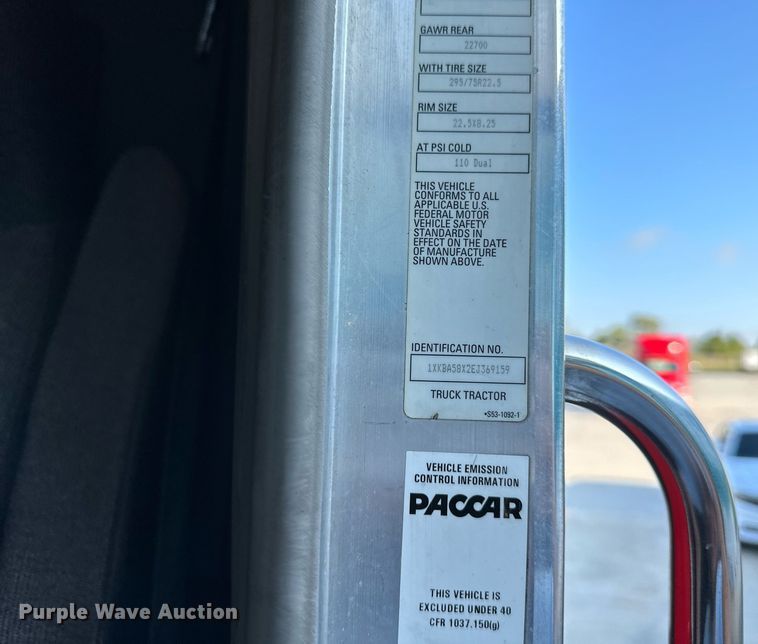 GAWR REAR
22700
WITH TIRE SIZE
295/75R22.5
RIM SIZE
22.5X8.25
AT PSI COLD
110 Dual
THIS VEHICLE
CONFORMS TO ALL
APPLICABLE U.S.
FEDERAL MOTOR
VEHICLE SAFETY
STANDARDS IN
EFFECT ON THE DATE
OF MANUFACTURE
SHOWN ABOVE.
IDENTIFICATION NO.
1XKBA58X2EJ369159
TRUCK TRACTOR
•S53-1092-1
VEHICLE EMISSION
CONTROL INFORMATION
PACCAR
THIS VEHICLE IS
EXCLUDED UNDER 40
CFR 1037.150(g)
Purple Wave Auction